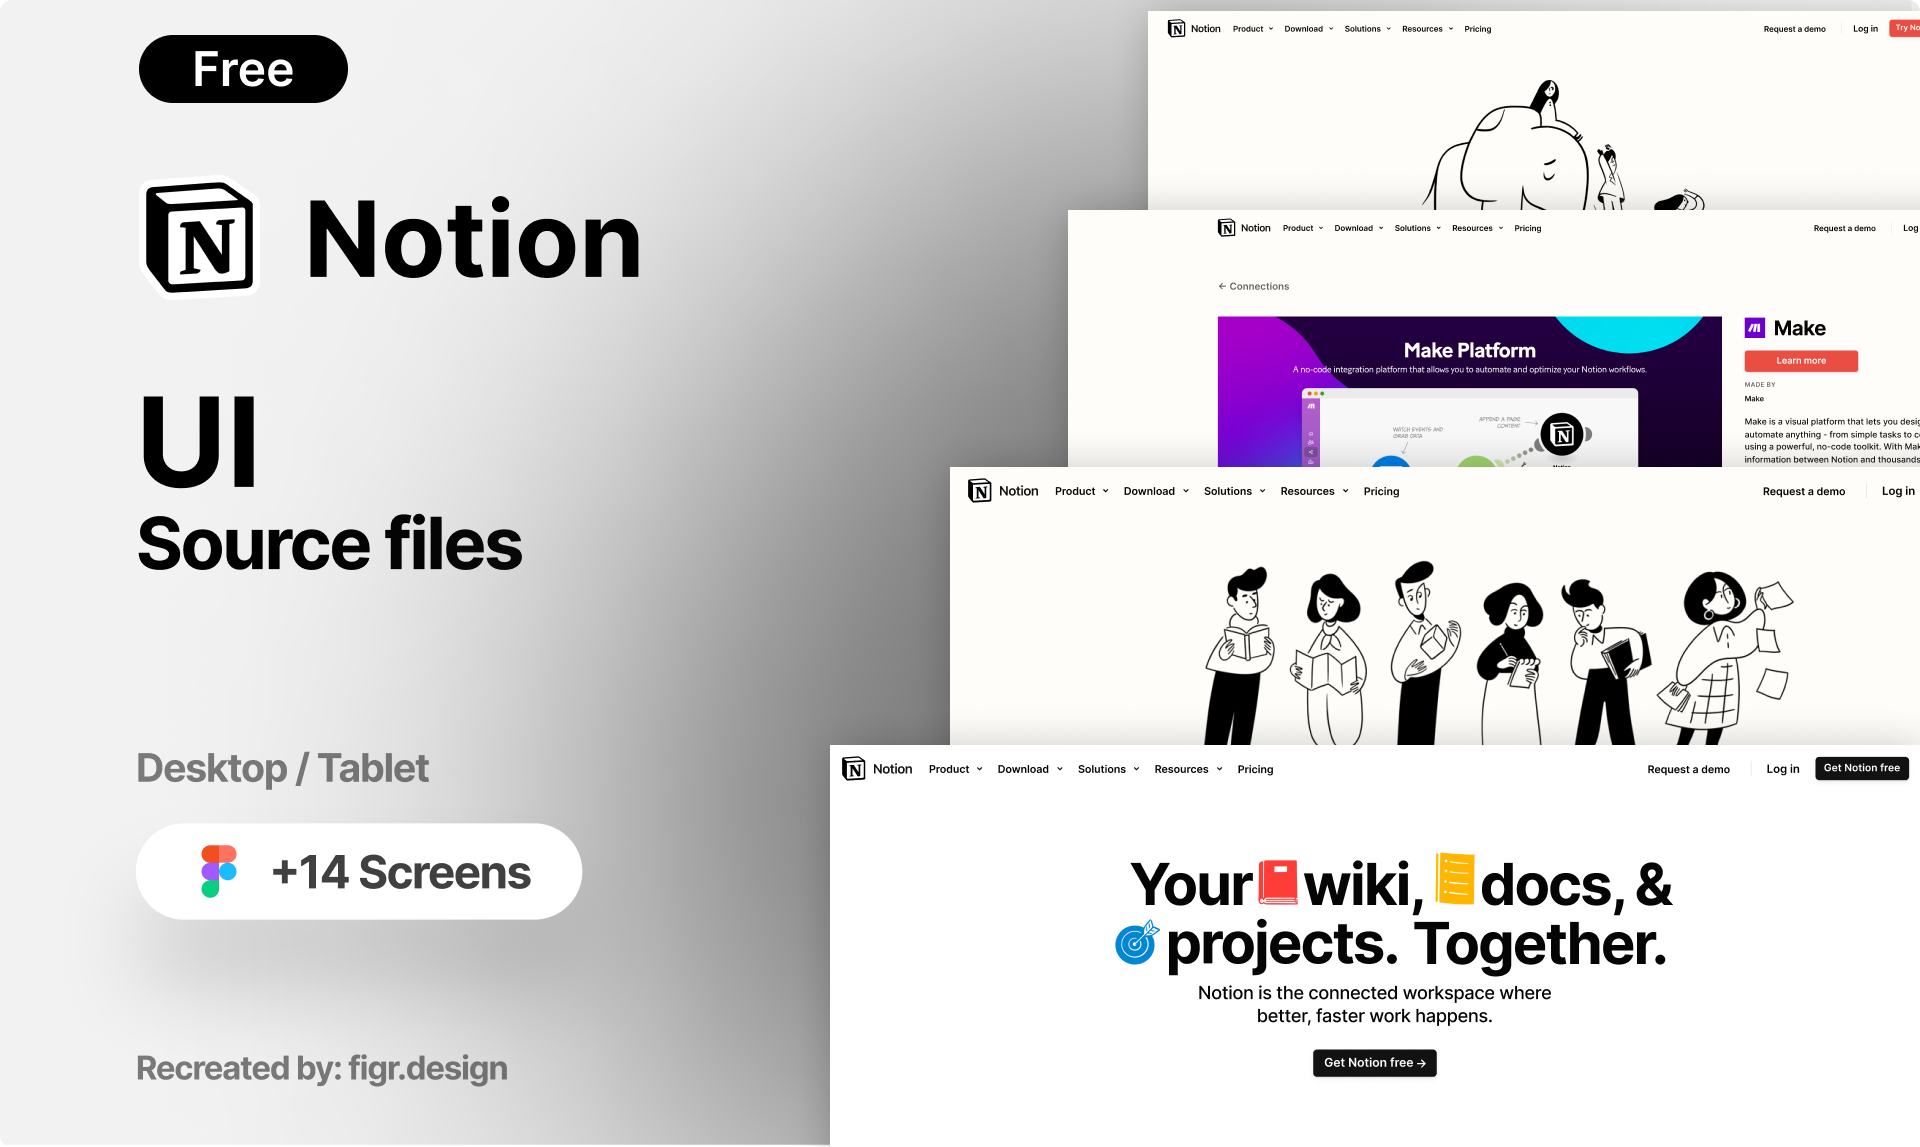 Free
Notion
UI
Source files
Desktop / Tablet
+14 Screens
Recreated by: figr.design
Notion Product Download Solutions Resources Pricing Request a demo Log in Try No
Notion Product Download Solutions Resources Pricing Request a demo Log
← Connections
Make Platform
A no-code integration platform that allows you to automate and optimize your Notion workflows.
WATCH EVENTS AND
GRAB DATA
APPEND A PAGE
CONTENT
Notion
Make
Learn more
MADE BY
Make
Make is a visual platform that lets you desig
automate anything - from simple tasks to c
using a powerful, no-code toolkit. With Mak
information between Notion and thousands
Notion Product Download Solutions Resources Pricing Request a demo Log in
Notion Product Download Solutions Resources Pricing Request a demo Log in Get Notion free
Your wiki, docs, &
projects. Together.
Notion is the connected workspace where
better, faster work happens.
Get Notion free →